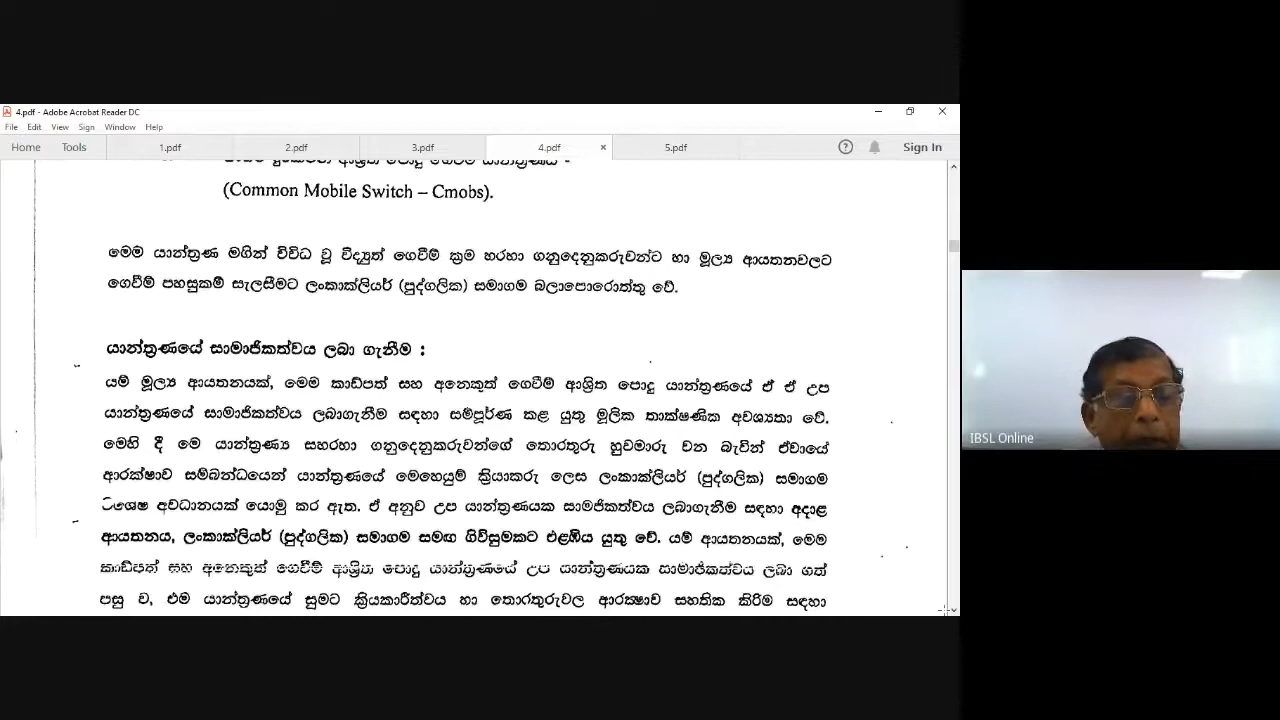 4.pdf - Adobe Acrobat Reader DC
File Edit View Sign Window Help
Home Tools 1.pdf 2.pdf 3.pdf 4.pdf × 5.pdf Sign In
ආශ්‍රිත පොදු ගෙවීම් යාන්ත්‍රණය -
(Common Mobile Switch – Cmobs).
මෙම යාන්ත්‍රණ මගින් විවිධ වූ විද්‍යුත් ගෙවීම් ක්‍රම හරහා ගනුදෙනුකරුවන්ට හා මූල්‍ය ආයතනවලට
ගෙවීම් පහසුකම් සැලසීමට ලංකාක්ලියර් (පුද්ගලික) සමාගම බලාපොරොත්තු වේ.
යාන්ත්‍රණයේ සාමාජිකත්වය ලබා ගැනීම :
යම් මූල්‍ය ආයතනයක්, මෙම කාඩ්පත් සහ අනෙකුත් ගෙවීම් ආශ්‍රිත පොදු යාන්ත්‍රණයේ ඒ ඒ උප
යාන්ත්‍රණයේ සාමාජිකත්වය ලබාගැනීම සඳහා සම්පූර්ණ කළ යුතු මූලික තාක්ෂණික අවශ්‍යතා වේ.
මෙහි දී මෙ යාන්ත්‍රණ්‍ය සහරහා ගනුදෙනුකරුවන්ගේ තොරතුරු හුවමාරු වන බැවින් ඒවායේ
ආරක්ෂාව සම්බන්ධයෙන් යාන්ත්‍රණයේ මෙහෙයුම් ක්‍රියාකරු ලෙස ලංකාක්ලියර් (පුද්ගලික) සමාගම
විශෙෂ අවධානයක් යොමු කර ඇත. ඒ අනුව උප යාන්ත්‍රණයක සාමජිකත්වය ලබාගැනීම සඳහා අදාළ
ආයතනය, ලංකාක්ලියර් (පුද්ගලික) සමාගම සමඟ ගිවිසුමකට එළඹිය යුතු වේ. යම් ආයතනයක්, මෙම
කාඩ්පත් සහ අනෙකුත් ගෙවීම් ආශ්‍රිත පොදු යාන්ත්‍රණයේ උප යාන්ත්‍රණයක සාමාජිකත්වය ලබා ගත්
පසු ව, එම යාන්ත්‍රණයේ සුමට ක්‍රියකාරීත්වය හා තොරතුරුවල ආරක්‍ෂාව සහතික කිරිම සඳහා
IBSL Online